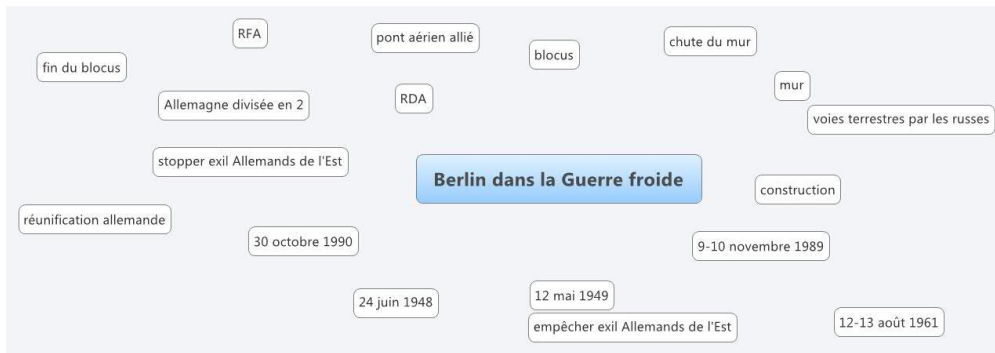 RFA
pont aérien allié
chute du mur
blocus
fin du blocus
mur
RDA
Allemagne divisée en 2
voies terrestres par les russes
stopper exil Allemands de l'Est
Berlin dans la Guerre froide
construction
réunification allemande
30 octobre 1990
9-10 novembre 1989
24 juin 1948
12 mai 1949
12-13 août 1961
empêcher exil Allemands de l'Est